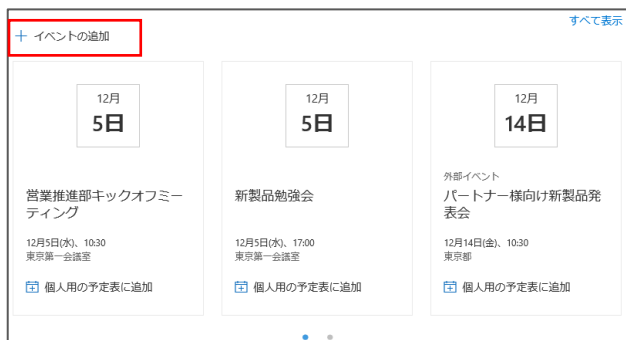 すべて表示
＋ イベントの追加
12月
5日
営業推進部キックオフミー
ティング
12月5日(水)、10:30
東京第一会議室
個人用の予定表に追加
12月
5日
新製品勉強会
12月5日(水)、17:00
東京第一会議室
個人用の予定表に追加
12月
14日
外部イベント
パートナー様向け新製品発
表会
12月14日(金)、10:30
東京都
個人用の予定表に追加